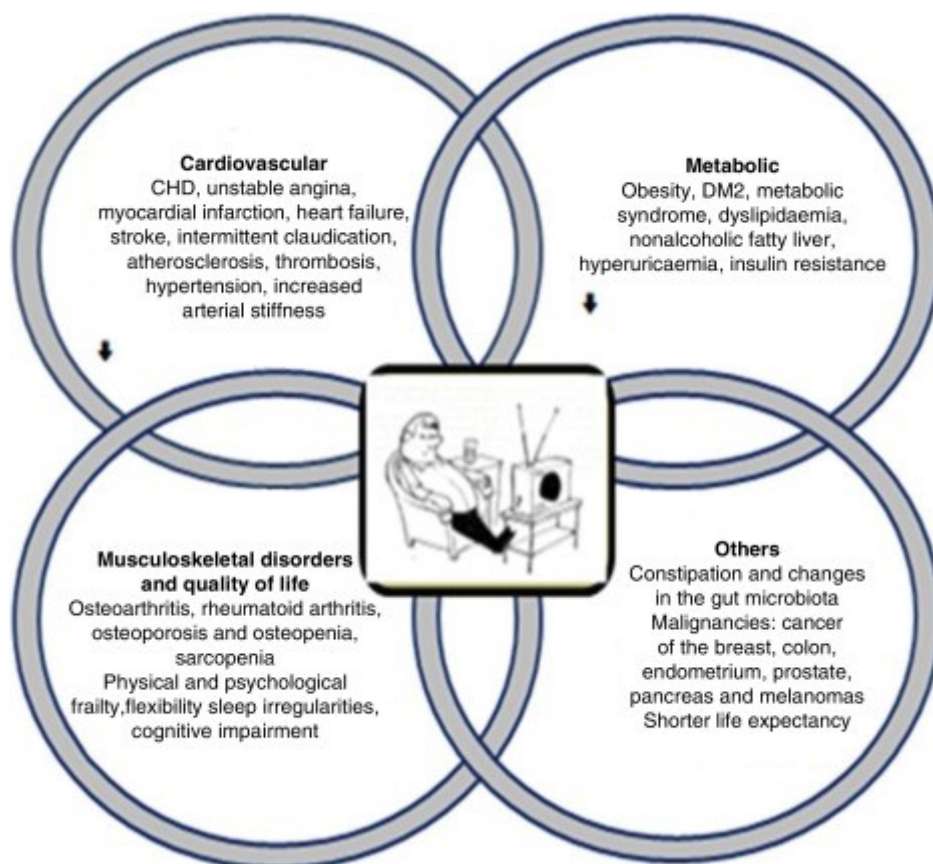 Cardiovascular
CHD, unstable angina,
myocardial infarction, heart failure,
stroke, intermittent claudication,
atherosclerosis, thrombosis,
hypertension, increased
arterial stiffness
Metabolic
Obesity, DM2, metabolic
syndrome, dyslipidaemia,
nonalcoholic fatty liver,
hyperuricaemia, insulin resistance
Musculoskeletal disorders
and quality of life
Osteoarthritis, rheumatoid arthritis,
osteoporosis and osteopenia,
sarcopenia
Physical and psychological
frailty,flexibility sleep irregularities,
cognitive impairment
Others
Constipation and changes
in the gut microbiota
Malignancies: cancer
of the breast, colon,
endometrium, prostate,
pancreas and melanomas
Shorter life expectancy